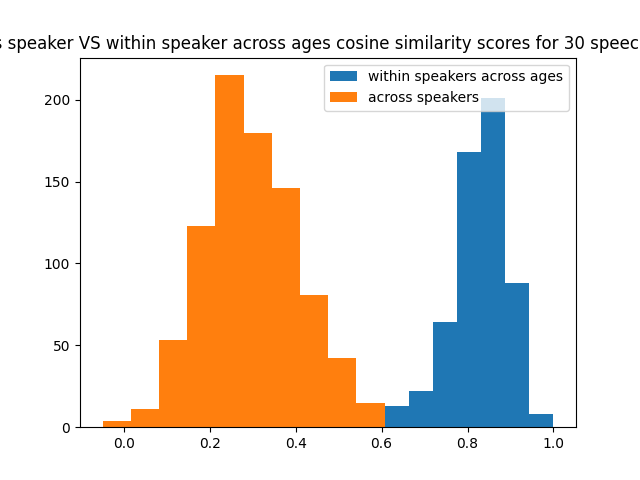 speaker VS within speaker across ages cosine similarity scores for 30
within speakers across ages
across speakers
200
150
100
50
0
0.0 0.2 0.4 0.6 0.8 1.0